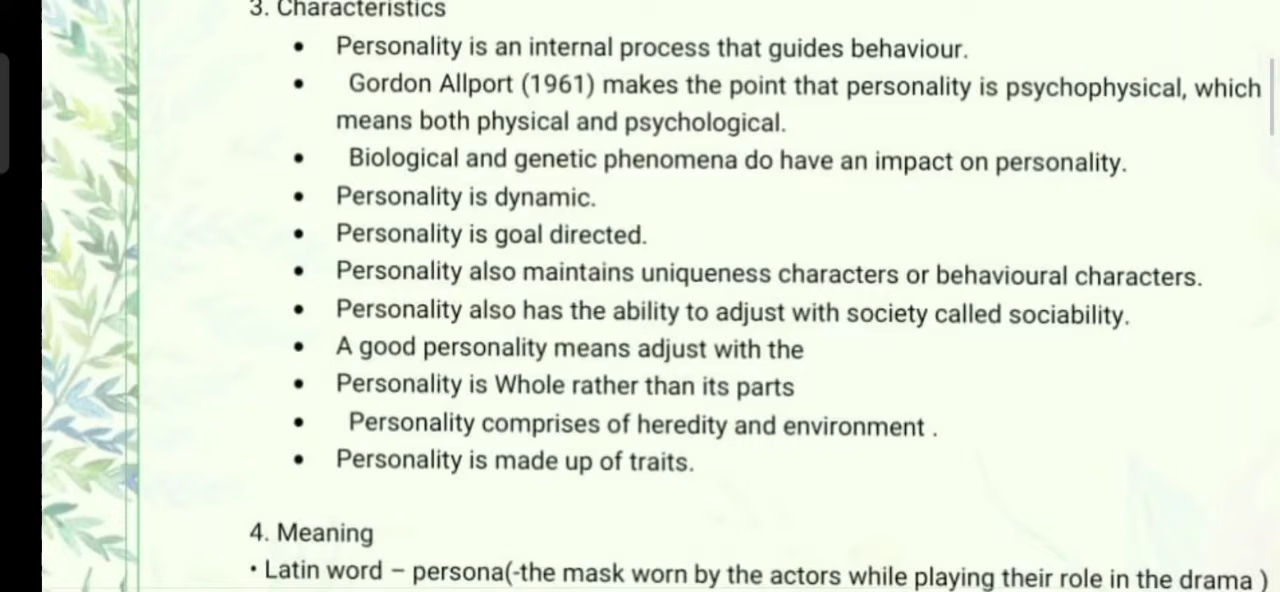 3. Characteristics
• Personality is an internal process that guides behaviour.
• Gordon Allport (1961) makes the point that personality is psychophysical, which
means both physical and psychological.
• Biological and genetic phenomena do have an impact on personality.
• Personality is dynamic.
• Personality is goal directed.
• Personality also maintains uniqueness characters or behavioural characters.
• Personality also has the ability to adjust with society called sociability.
• A good personality means adjust with the
• Personality is Whole rather than its parts
• Personality comprises of heredity and environment .
• Personality is made up of traits.
4. Meaning
• Latin word – persona(-the mask worn by the actors while playing their role in the drama )